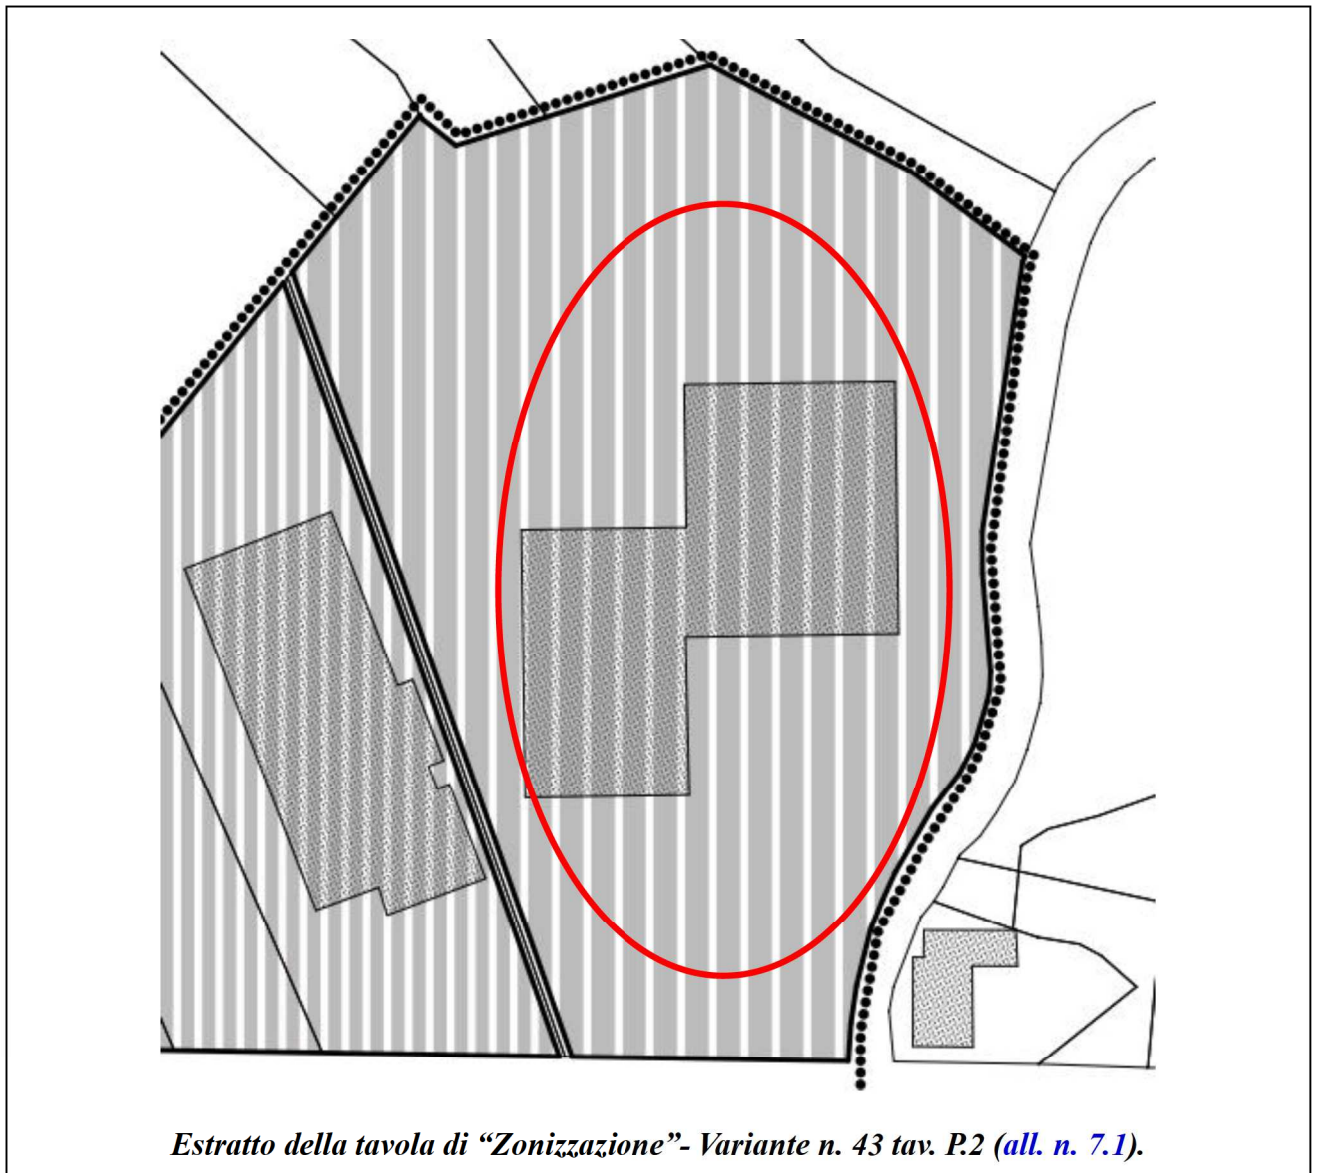 Estratto della tavola di “Zonizzazione”- Variante n. 43 tav. P.2 (all. n. 7.1).